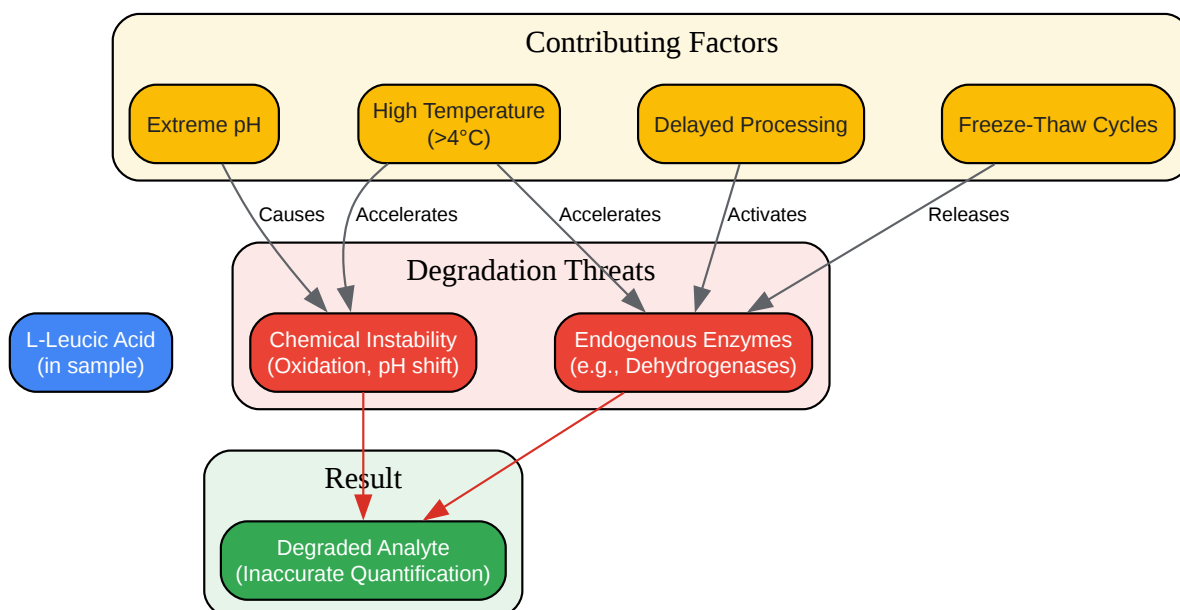 Contributing Factors
Extreme pH
High Temperature
(>4°C)
Delayed Processing
Freeze-Thaw Cycles
Causes
Accelerates
Accelerates
Activates
Releases
Degradation Threats
L-Leucic Acid
(in sample)
Chemical Instability
(Oxidation, pH shift)
Endogenous Enzymes
(e.g., Dehydrogenases)
Result
Degraded Analyte
(Inaccurate Quantification)